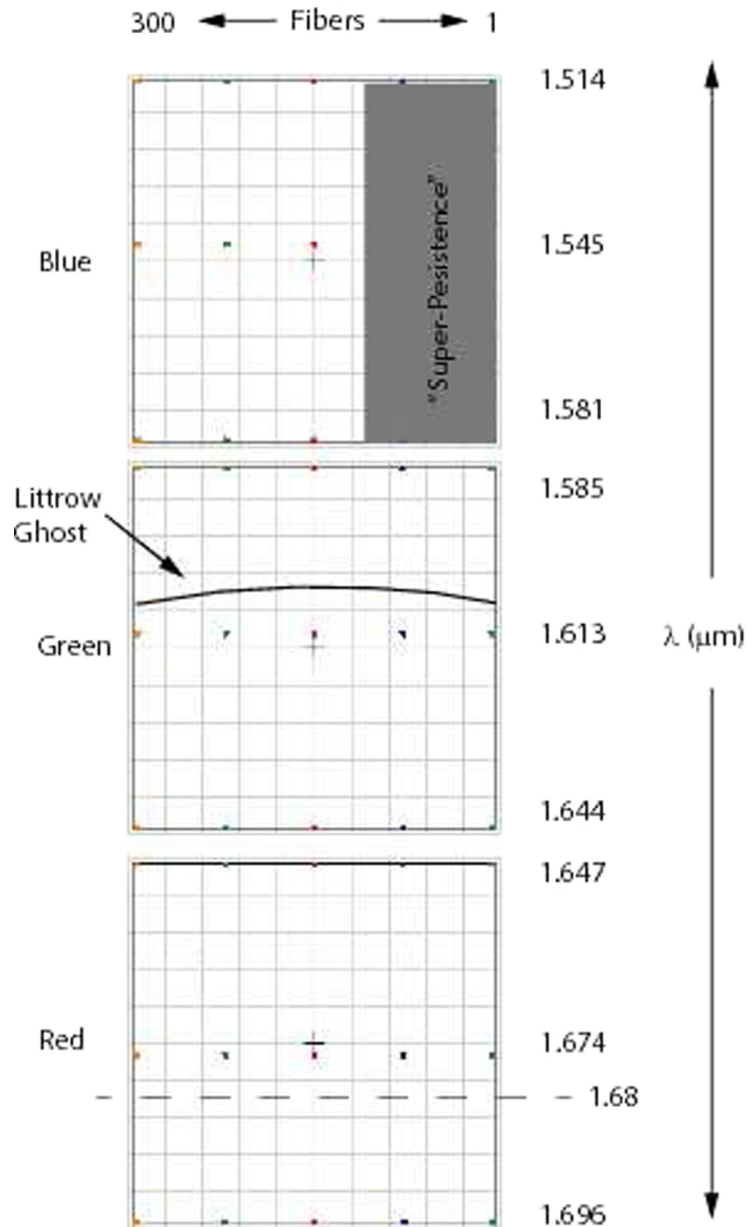 300 Fibers 1
1.514
"Super-Pesistence"
1.545
Blue
1.581
1.585
Littrow
Ghost
1.613
Green
λ (μm)
1.644
1.647
Red
1.674
1.68
1.696